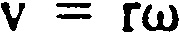 v = rω